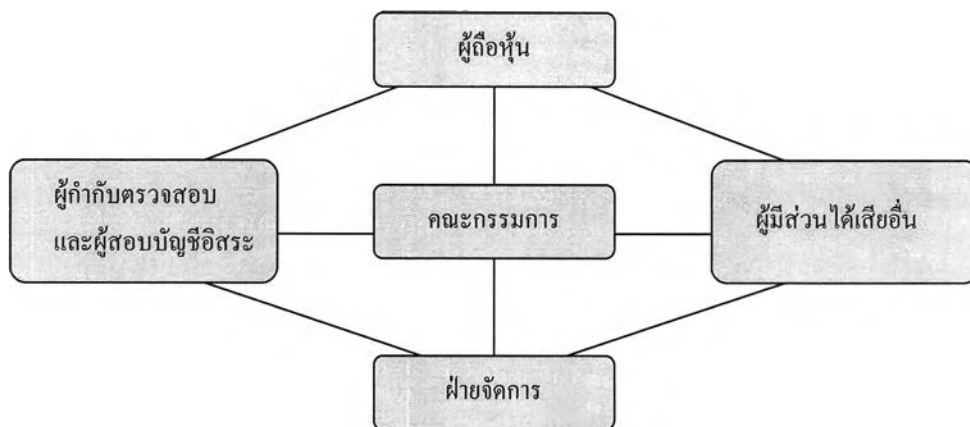 ผู้ถือหุ้น
ผู้กำกับตรวจสอบ
และผู้สอบบัญชีอิสระ
คณะกรรมการ
ผู้มีส่วนได้เสียอื่น
ฝ่ายจัดการ